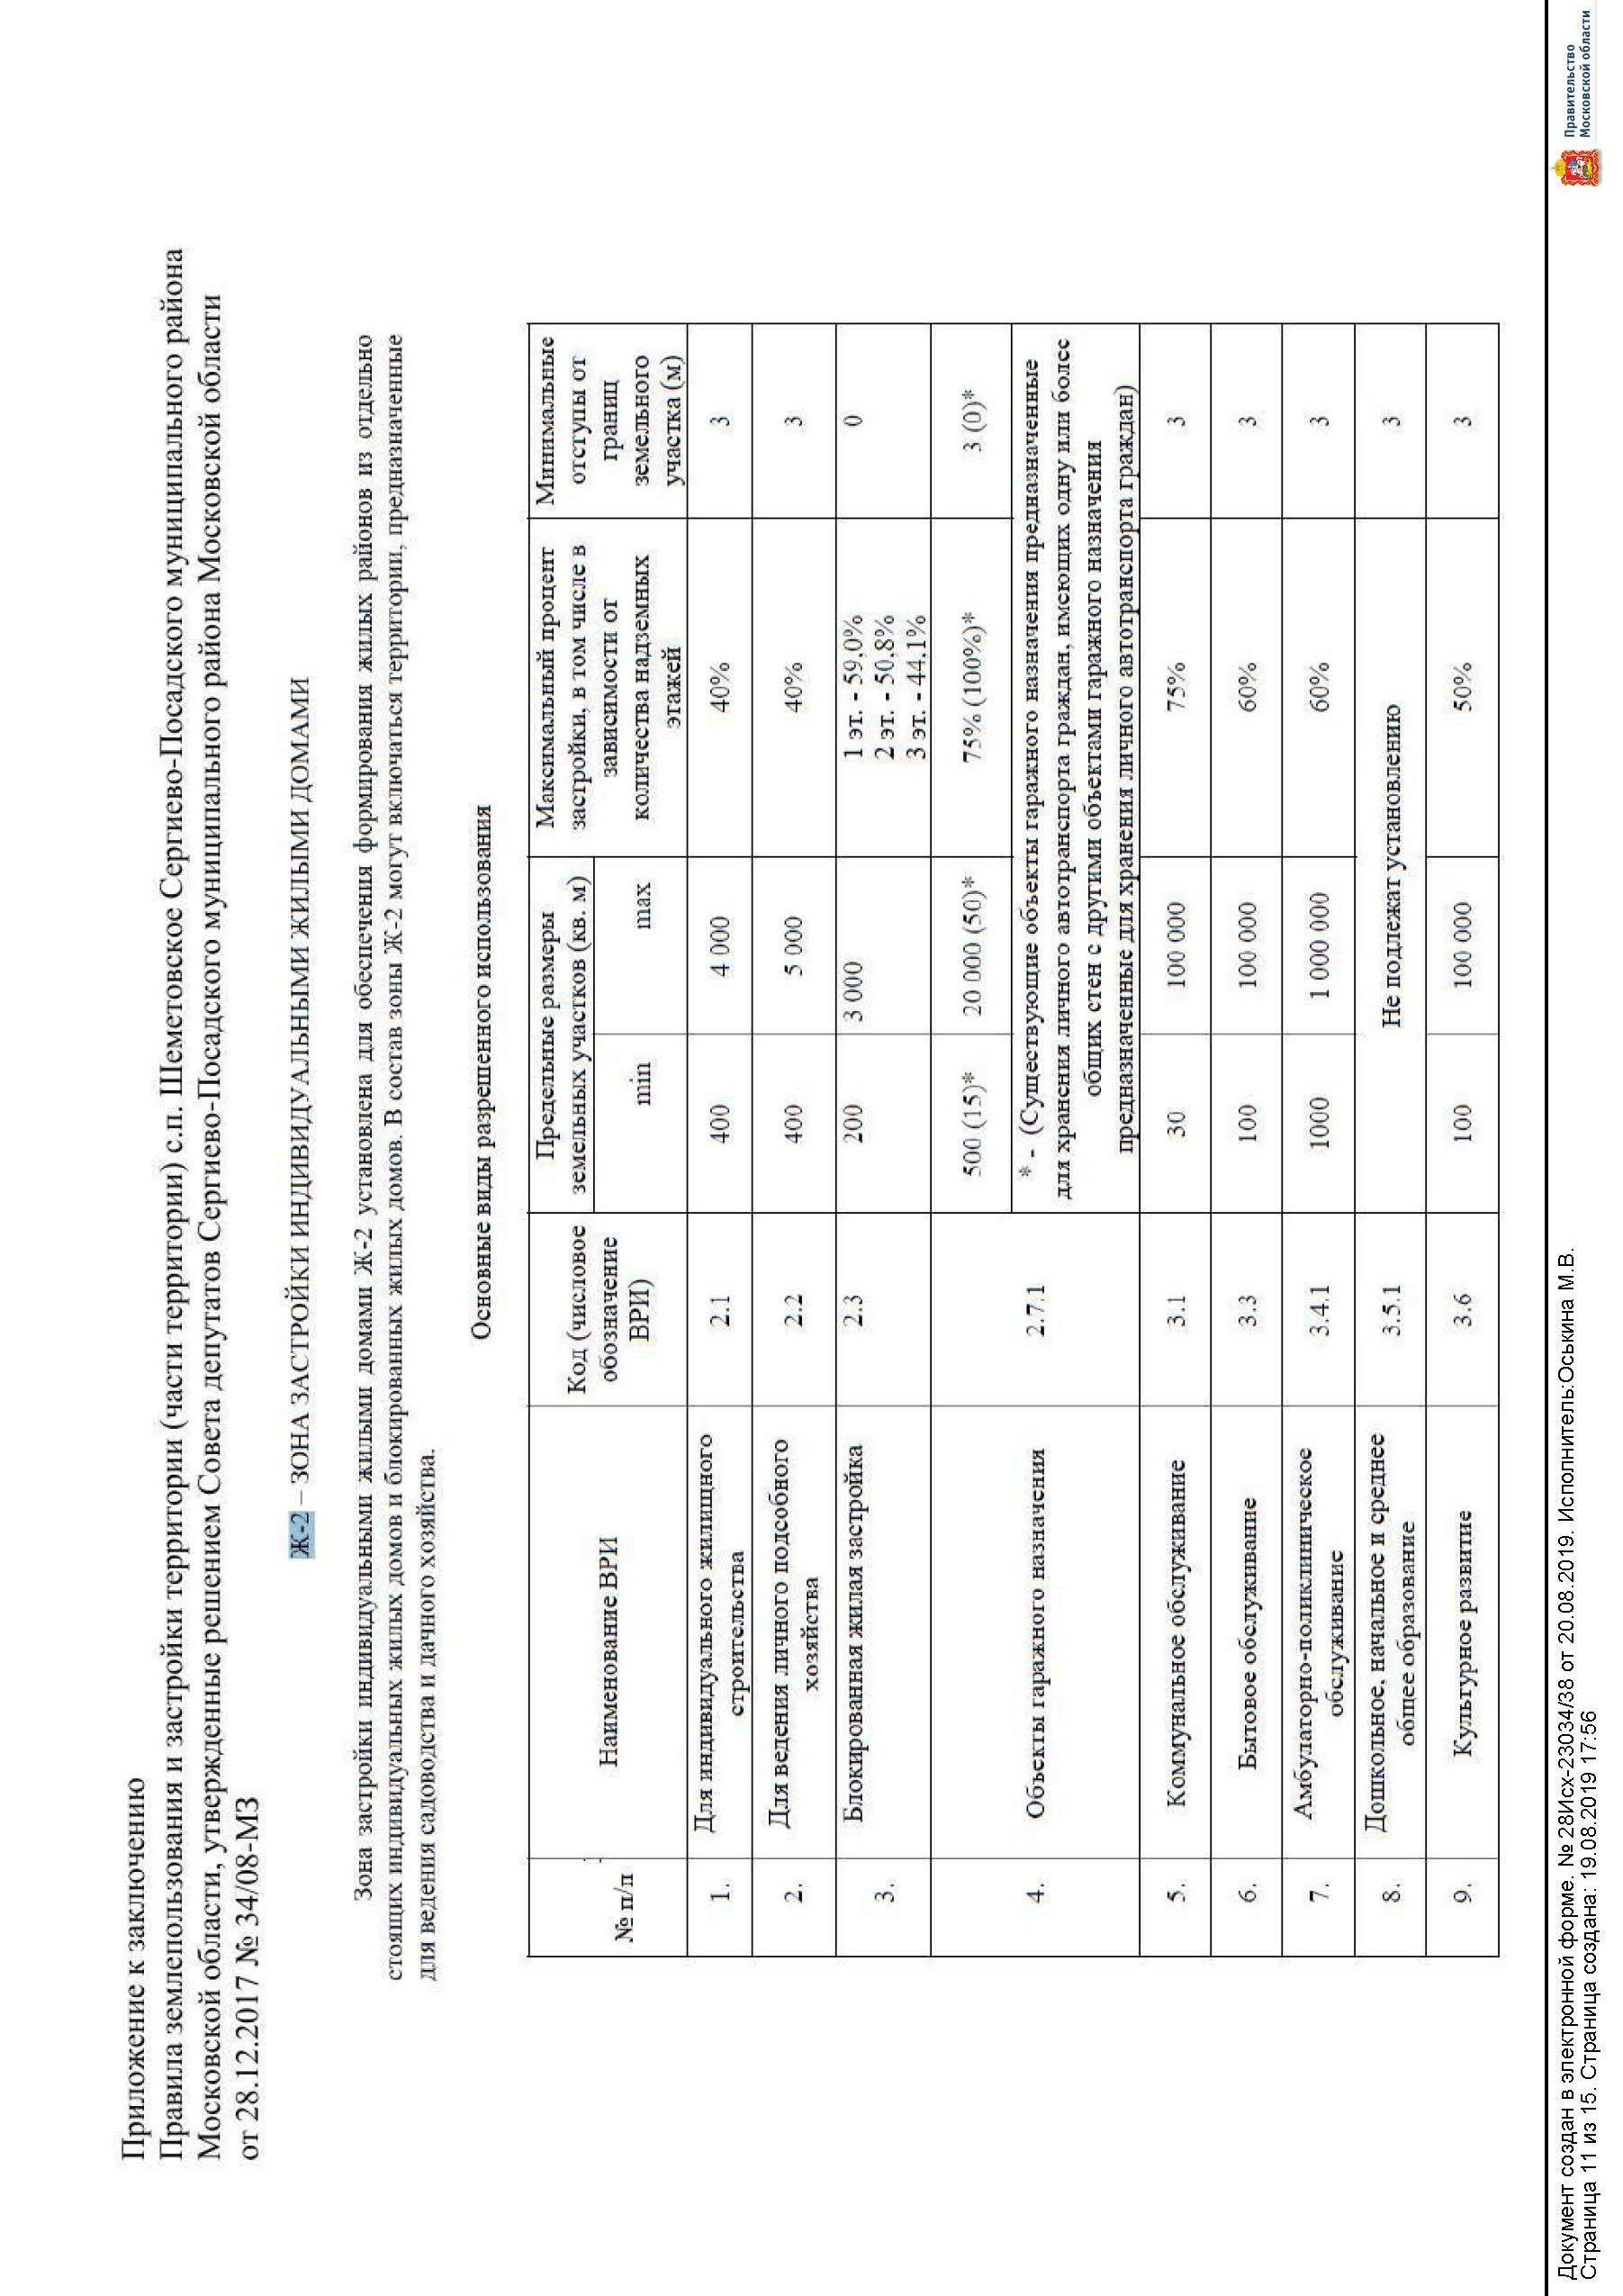 Приложение к заключению
Правила землепользования и застройки территории (части территории) с.п. Шеметовское Сергиево-Посадского муниципального района
Московской области, утвержденные решением Совета депутатов Сергиево-Посадского муниципального района Московской области
от 28.12.2017 № 34/08-МЗ
Ж-2 – ЗОНА ЗАСТРОЙКИ ИНДИВИДУАЛЬНЫМИ ЖИЛЫМИ ДОМАМИ
Зона застройки индивидуальными жилыми домами Ж-2 установлена для обеспечения формирования жилых районов из отдельно
стоящих индивидуальных жилых домов и блокированных жилых домов. В состав зоны Ж-2 могут включаться территории, предназначенные
для ведения садоводства и дачного хозяйства.
Основные виды разрешенного использования
№ п/п
Наименование ВРИ
Код (числовое
обозначение
ВРИ)
Предельные размеры
земельных участков (кв. м)
min
max
Максимальный процент
застройки, в том числе в
зависимости от
количества надземных
этажей
Минимальные
отступы от
границ
земельного
участка (м)
1.
Для индивидуального жилищного
строительства
2.1
400
4 000
40%
3
2.
Для ведения личного подсобного
хозяйства
2.2
400
5 000
40%
3
3.
Блокированная жилая застройка
2.3
200
3 000
1 эт. - 59,0%
2 эт. - 50,8%
3 эт. - 44,1%
0
4.
Объекты гаражного назначения
2.7.1
500 (15)*
20 000 (50)*
75% (100%)*
3 (0)*
* - (Существующие объекты гаражного назначения предназначенные
для хранения личного автотранспорта граждан, имеющих одну или более
общих стен с другими объектами гаражного назначения
предназначенные для хранения личного автотранспорта граждан)
5.
Коммунальное обслуживание
3.1
30
100 000
75%
3
6.
Бытовое обслуживание
3.3
100
100 000
60%
3
7.
Амбулаторно-поликлиническое
обслуживание
3.4.1
1000
1 000 000
60%
3
8.
Дошкольное, начальное и среднее
общее образование
3.5.1
Не подлежат установлению
3
9.
Культурное развитие
3.6
100
100 000
50%
3
Документ создан в электронной форме. № 28Исх-23034/38 от 20.08.2019. Исполнитель:Оськина М.В.
Страница 11 из 15. Страница создана: 19.08.2019 17:56
Правительство
Московской области